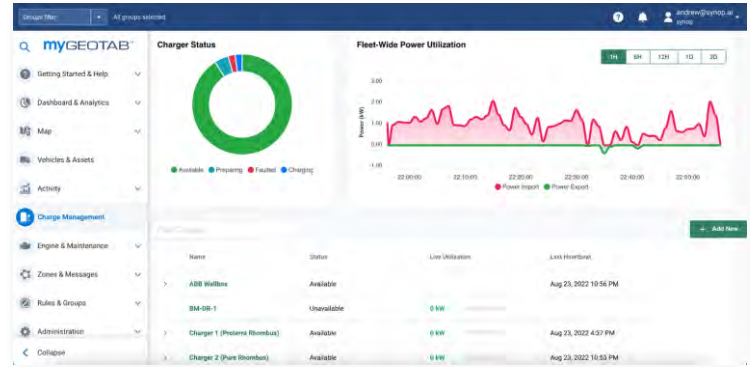 Groups filter
All groups selected
andrew@synop.ai
synop
myGEOTAB
Getting Started & Help
Dashboard & Analytics
Map
Vehicles & Assets
Activity
Charge Management
Engine & Maintenance
Zones & Messages
Rules & Groups
Administration
Collapse
Charger Status
Available Preparing Faulted Charging
Fleet-Wide Power Utilization
1H 6H 12H 1D 3D
Power (kW)
3.00
2.00
1.00
0.00
-1.00
22:00:00 22:10:00 22:20:00 22:30:00 22:40:00 22:50:00
Power Import Power Export
+ Add New
Name Status Live Utilization Last Heartbeat
ABB Wallbox Available Aug 23, 2022 10:56 PM
BM-DR-1 Unavailable 0 kW
Charger 1 (Proterra Rhombus) Available 0 kW Aug 23, 2022 4:37 PM
Charger 2 (Pure Rhombus) Available 0 kW Aug 23, 2022 10:53 PM